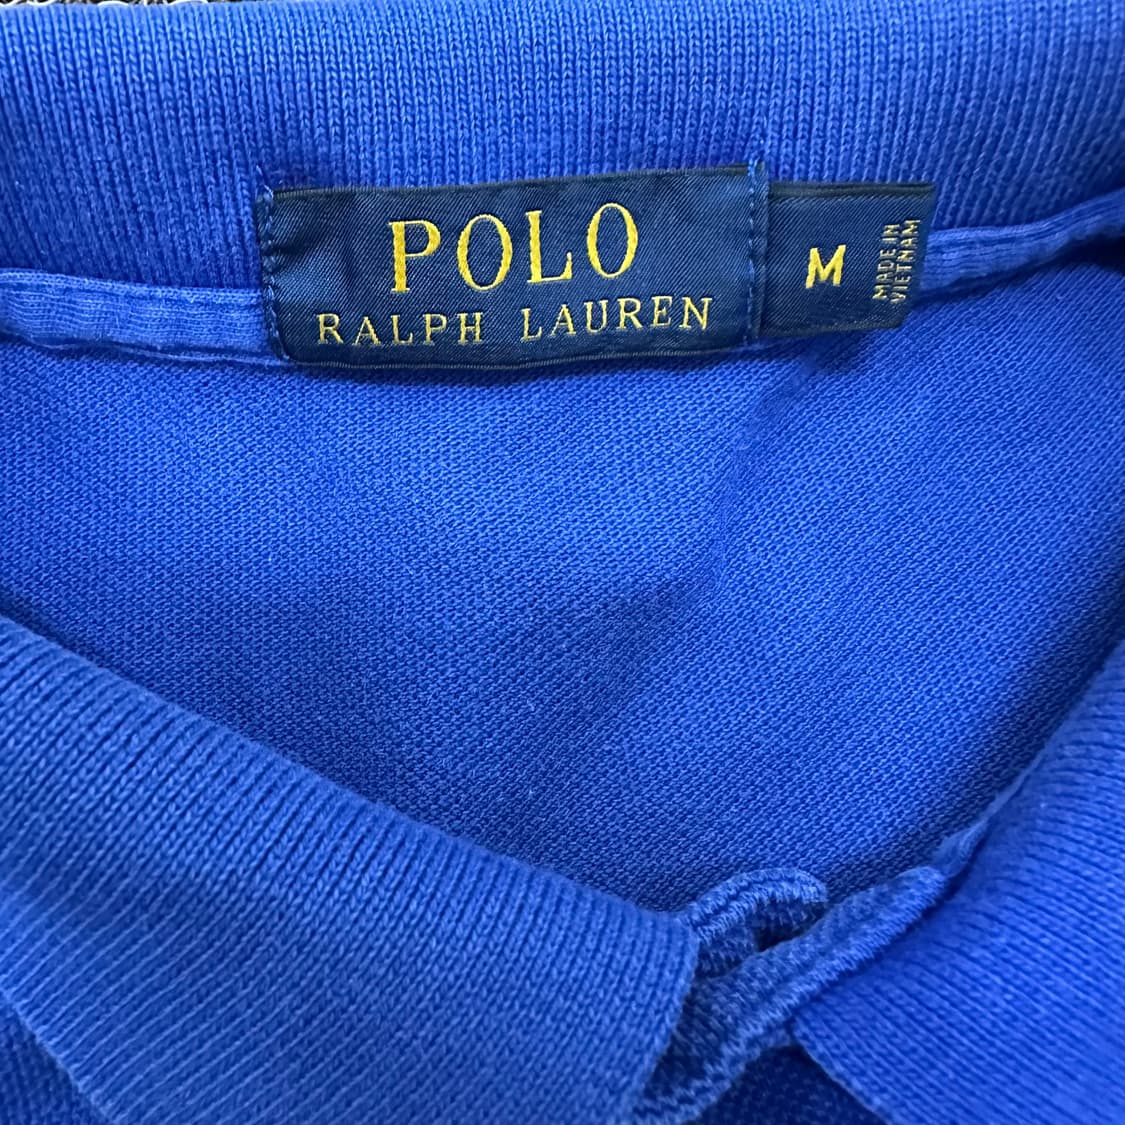 POLO
RALPH LAUREN
M
MADE IN
VIETNAM